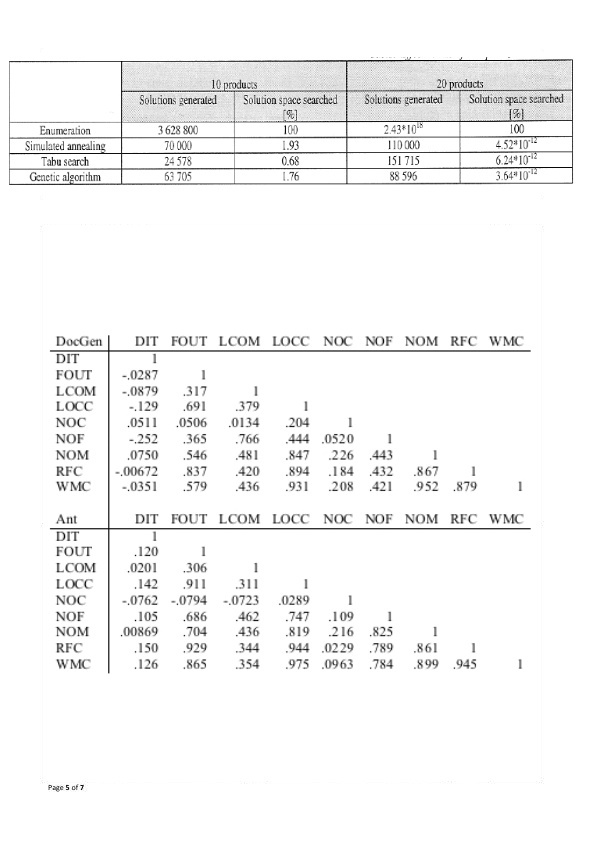 10 products 20 products
Solutions generated Solution space searched [%] Solutions generated Solution space searched [%]
Enumeration 3 628 800 100 2.43*10^18 100
Simulated annealing 70 000 1.93 110 000 4.52*10^-12
Tabu search 24 578 0.68 151 715 6.24*10^-12
Genetic algorithm 63 705 1.76 88 596 3.64*10^-12
DocGen DIT FOUT LCOM LOCC NOC NOF NOM RFC WMC
DIT 1
FOUT -.0287 1
LCOM -.0879 .317 1
LOCC -.129 .691 .379 1
NOC .0511 .0506 .0134 .204 1
NOF -.252 .365 .766 .444 .0520 1
NOM .0750 .546 .481 .847 .226 .443 1
RFC -.00672 .837 .420 .894 .184 .432 .867 1
WMC -.0351 .579 .436 .931 .208 .421 .952 .879 1
Ant DIT FOUT LCOM LOCC NOC NOF NOM RFC WMC
DIT 1
FOUT .120 1
LCOM .0201 .306 1
LOCC .142 .911 .311 1
NOC -.0762 -.0794 -.0723 .0289 1
NOF .105 .686 .462 .747 .109 1
NOM .00869 .704 .436 .819 .216 .825 1
RFC .150 .929 .344 .944 .0229 .789 .861 1
WMC .126 .865 .354 .975 .0963 .784 .899 .945 1
Page 5 of 7